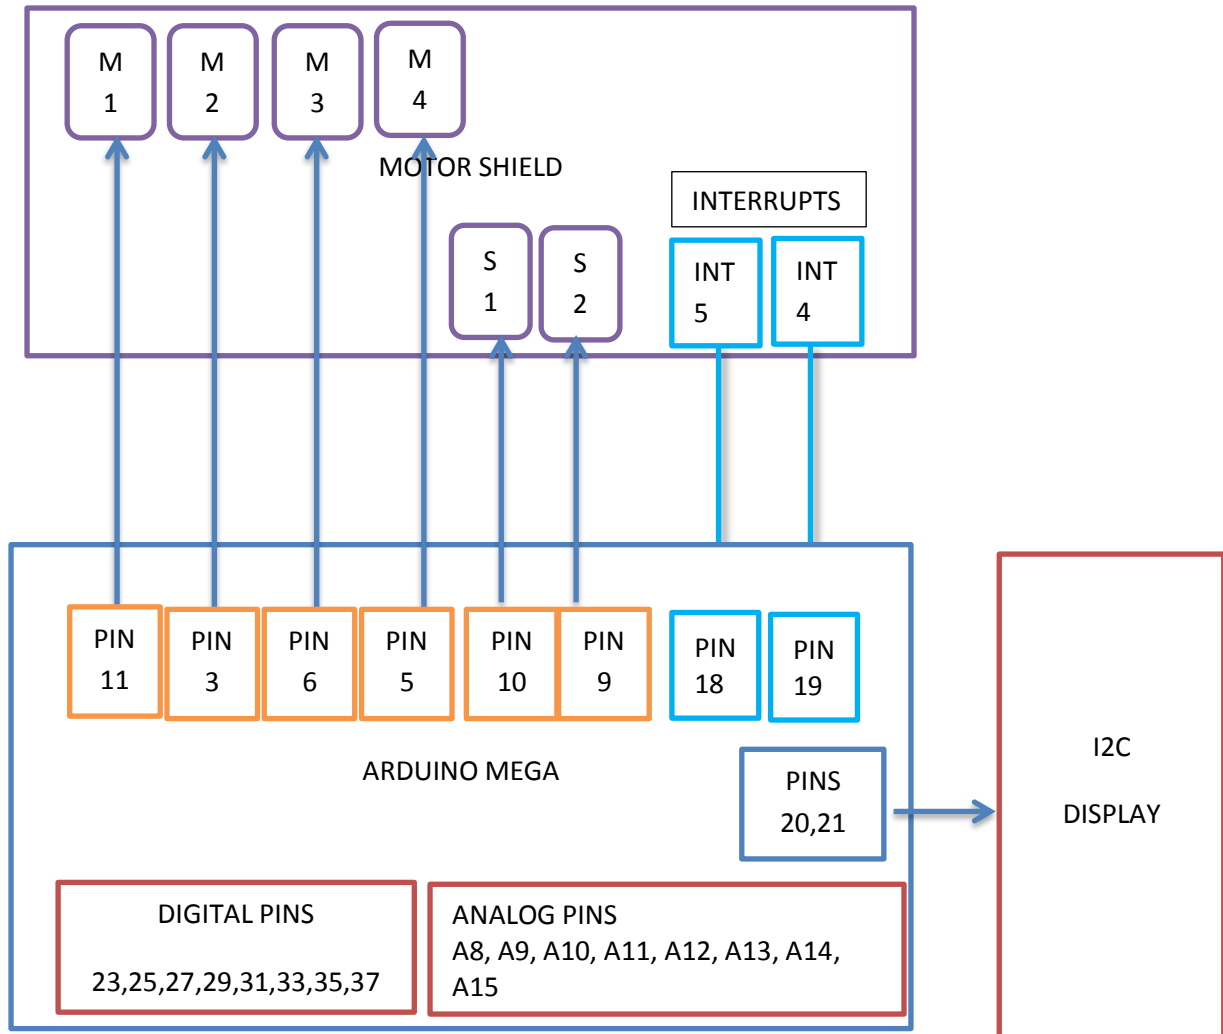 M
1
M
2
M
3
M
4
MOTOR SHIELD
INTERRUPTS
S
1
S
2
INT
5
INT
4
PIN
11
PIN
3
PIN
6
PIN
5
PIN
10
PIN
9
PIN
18
PIN
19
ARDUINO MEGA
PINS
20,21
I2C
DISPLAY
DIGITAL PINS
23,25,27,29,31,33,35,37
ANALOG PINS
A8, A9, A10, A11, A12, A13, A14,
A15